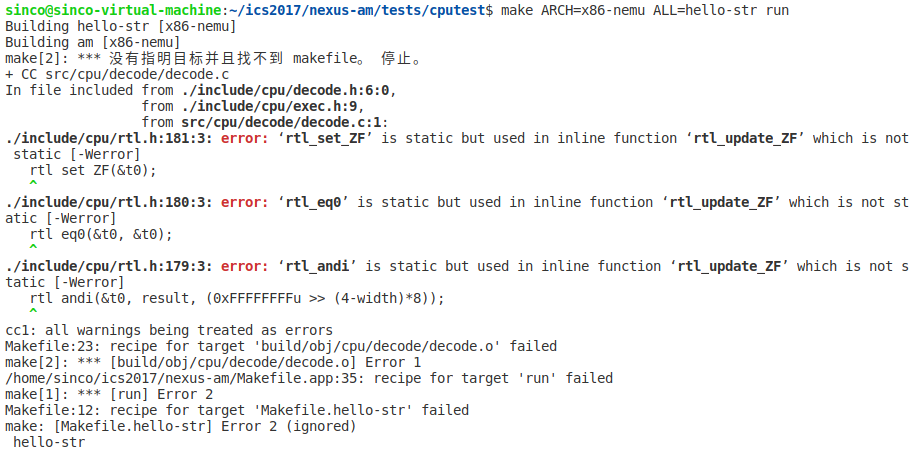 sinco@sinco-virtual-machine:~/ics2017/nexus-am/tests/cputest$ make ARCH=x86-nemu ALL=hello-str run
Building hello-str [x86-nemu]
Building am [x86-nemu]
make[2]: *** 没有指明目标并且找不到 makefile。 停止。
+ CC src/cpu/decode/decode.c
In file included from ./include/cpu/decode.h:6:0,
                 from ./include/cpu/exec.h:9,
                 from src/cpu/decode/decode.c:1:
./include/cpu/rtl.h:181:3: error: ‘rtl_set_ZF’ is static but used in inline function ‘rtl_update_ZF’ which is not
 static [-Werror]
   rtl set ZF(&t0);
   ^
./include/cpu/rtl.h:180:3: error: ‘rtl_eq0’ is static but used in inline function ‘rtl_update_ZF’ which is not st
atic [-Werror]
   rtl eq0(&t0, &t0);
   ^
./include/cpu/rtl.h:179:3: error: ‘rtl_andi’ is static but used in inline function ‘rtl_update_ZF’ which is not s
tatic [-Werror]
   rtl andi(&t0, result, (0xFFFFFFFFu >> (4-width)*8));
   ^
cc1: all warnings being treated as errors
Makefile:23: recipe for target 'build/obj/cpu/decode/decode.o' failed
make[2]: *** [build/obj/cpu/decode/decode.o] Error 1
/home/sinco/ics2017/nexus-am/Makefile.app:35: recipe for target 'run' failed
make[1]: *** [run] Error 2
Makefile:12: recipe for target 'Makefile.hello-str' failed
make: [Makefile.hello-str] Error 2 (ignored)
 hello-str